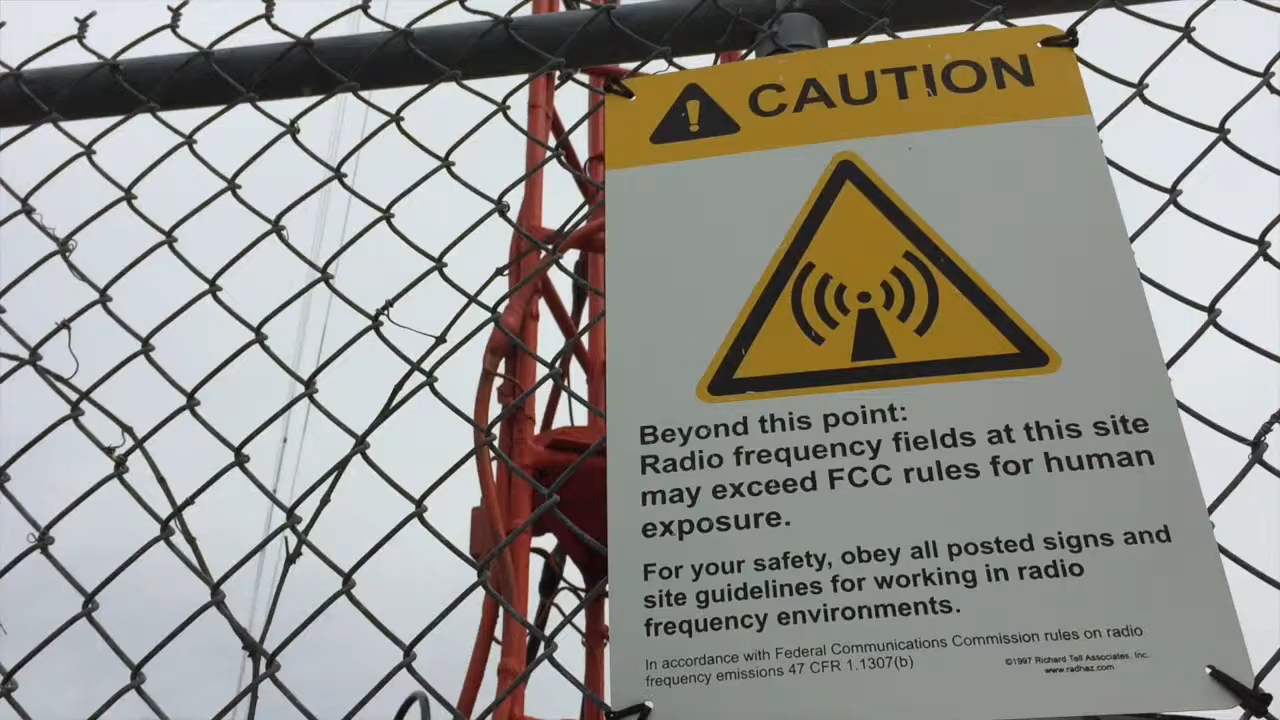 CAUTION
Beyond this point:
Radio frequency fields at this site
may exceed FCC rules for human
exposure.
For your safety, obey all posted signs and
site guidelines for working in radio
frequency environments.
In accordance with Federal Communications Commission rules on radio
frequency emissions 47 CFR 1.1307(b)
©1997 Richard Tell Associates, Inc.
www.radhaz.com